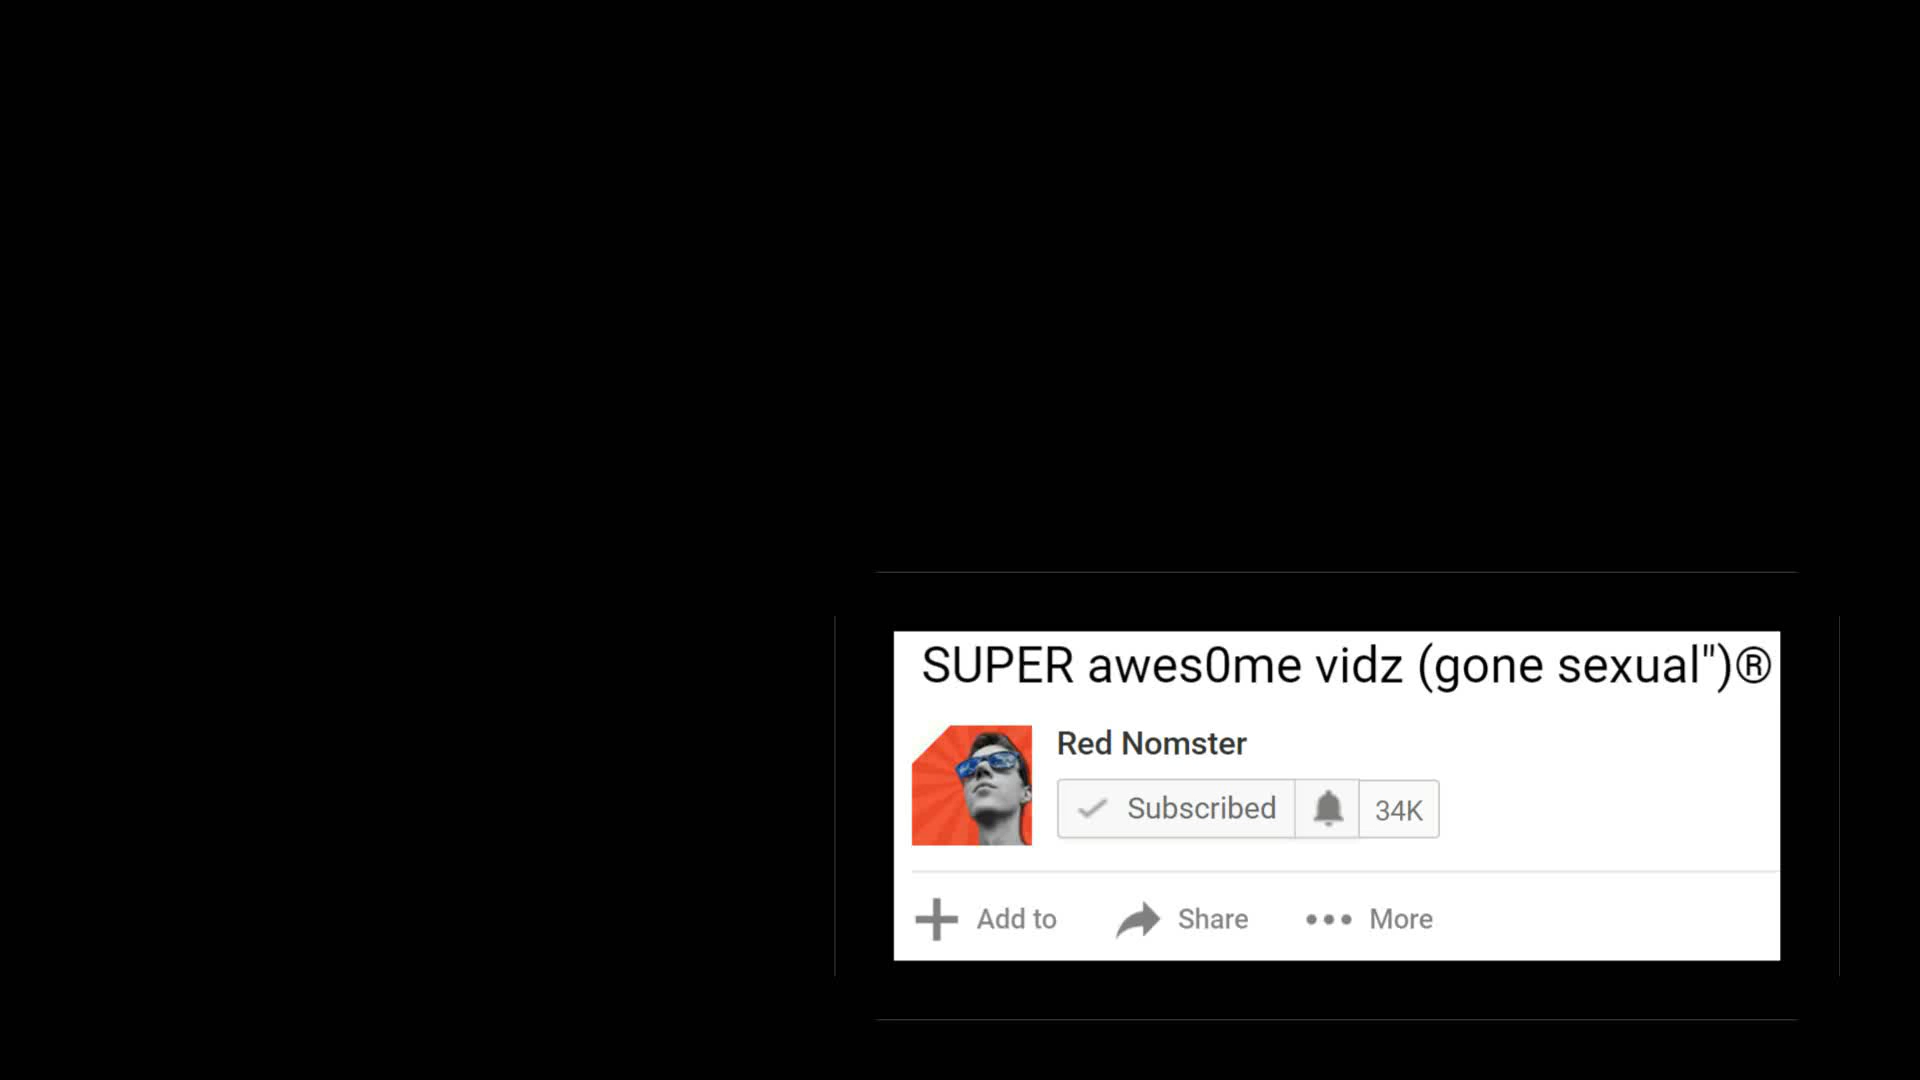 SUPER awes0me vidz (gone sexual")®
Red Nomster
Subscribed 34K
Add to Share More